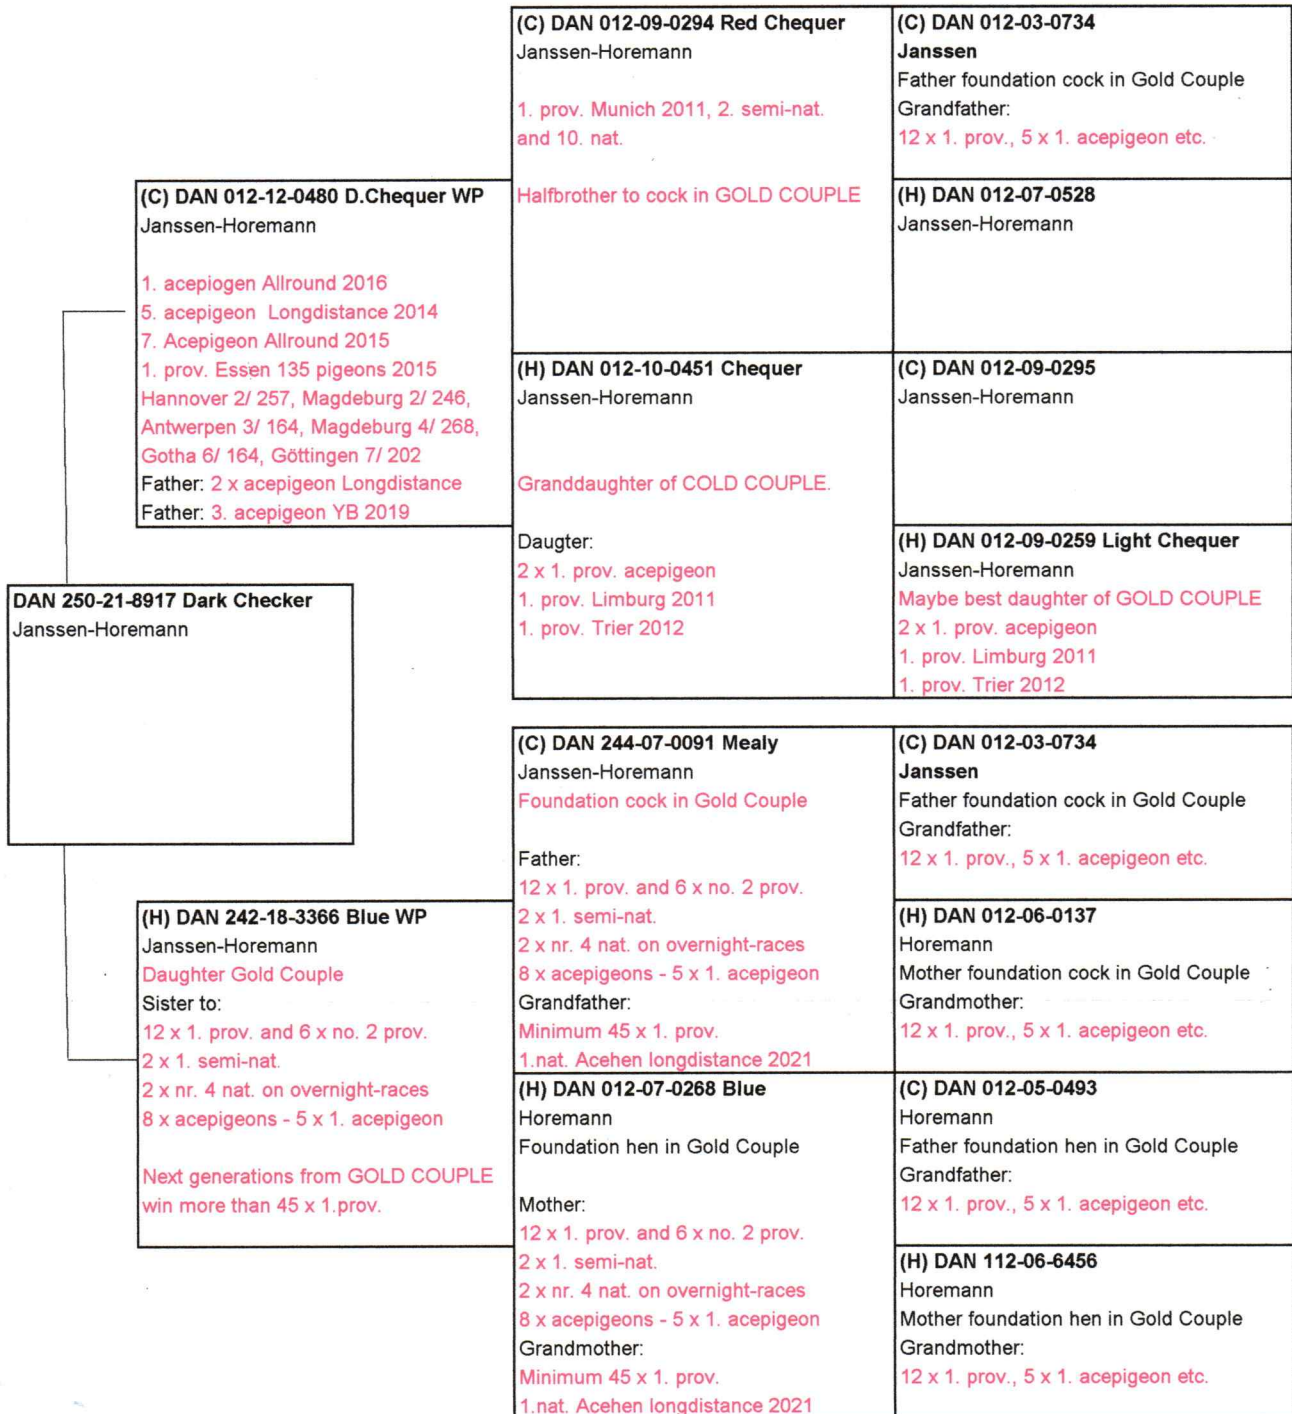 DAN 250-21-8917 Dark Checker
Janssen-Horemann
(C) DAN 012-12-0480 D.Chequer WP
Janssen-Horemann
1. acepiogen Allround 2016
5. acepigeon Longdistance 2014
7. Acepigeon Allround 2015
1. prov. Essen 135 pigeons 2015
Hannover 2/ 257, Magdeburg 2/ 246,
Antwerpen 3/ 164, Magdeburg 4/ 268,
Gotha 6/ 164, Göttingen 7/ 202
Father: 2 x acepigeon Longdistance
Father: 3. acepigeon YB 2019
(H) DAN 242-18-3366 Blue WP
Janssen-Horemann
Daughter Gold Couple
Sister to:
12 x 1. prov. and 6 x no. 2 prov.
2 x 1. semi-nat.
2 x nr. 4 nat. on overnight-races
8 x acepigeons - 5 x 1. acepigeon
Next generations from GOLD COUPLE
win more than 45 x 1.prov.
(C) DAN 012-09-0294 Red Chequer
Janssen-Horemann
1. prov. Munich 2011, 2. semi-nat.
and 10. nat.
Halfbrother to cock in GOLD COUPLE
(H) DAN 012-10-0451 Chequer
Janssen-Horemann
Granddaughter of COLD COUPLE.
Daugter:
2 x 1. prov. acepigeon
1. prov. Limburg 2011
1. prov. Trier 2012
(C) DAN 244-07-0091 Mealy
Janssen-Horemann
Foundation cock in Gold Couple
Father:
12 x 1. prov. and 6 x no. 2 prov.
2 x 1. semi-nat.
2 x nr. 4 nat. on overnight-races
8 x acepigeons - 5 x 1. acepigeon
Grandfather:
Minimum 45 x 1. prov.
1.nat. Acehen longdistance 2021
(H) DAN 012-07-0268 Blue
Horemann
Foundation hen in Gold Couple
Mother:
12 x 1. prov. and 6 x no. 2 prov.
2 x 1. semi-nat.
2 x nr. 4 nat. on overnight-races
8 x acepigeons - 5 x 1. acepigeon
Grandmother:
Minimum 45 x 1. prov.
1.nat. Acehen longdistance 2021
(C) DAN 012-03-0734
Janssen
Father foundation cock in Gold Couple
Grandfather:
12 x 1. prov., 5 x 1. acepigeon etc.
(H) DAN 012-07-0528
Janssen-Horemann
(C) DAN 012-09-0295
Janssen-Horemann
(H) DAN 012-09-0259 Light Chequer
Janssen-Horemann
Maybe best daughter of GOLD COUPLE
2 x 1. prov. acepigeon
1. prov. Limburg 2011
1. prov. Trier 2012
(C) DAN 012-03-0734
Janssen
Father foundation cock in Gold Couple
Grandfather:
12 x 1. prov., 5 x 1. acepigeon etc.
(H) DAN 012-06-0137
Horemann
Mother foundation cock in Gold Couple
Grandmother:
12 x 1. prov., 5 x 1. acepigeon etc.
(C) DAN 012-05-0493
Horemann
Father foundation hen in Gold Couple
Grandfather:
12 x 1. prov., 5 x 1. acepigeon etc.
(H) DAN 112-06-6456
Horemann
Mother foundation hen in Gold Couple
Grandmother:
12 x 1. prov., 5 x 1. acepigeon etc.